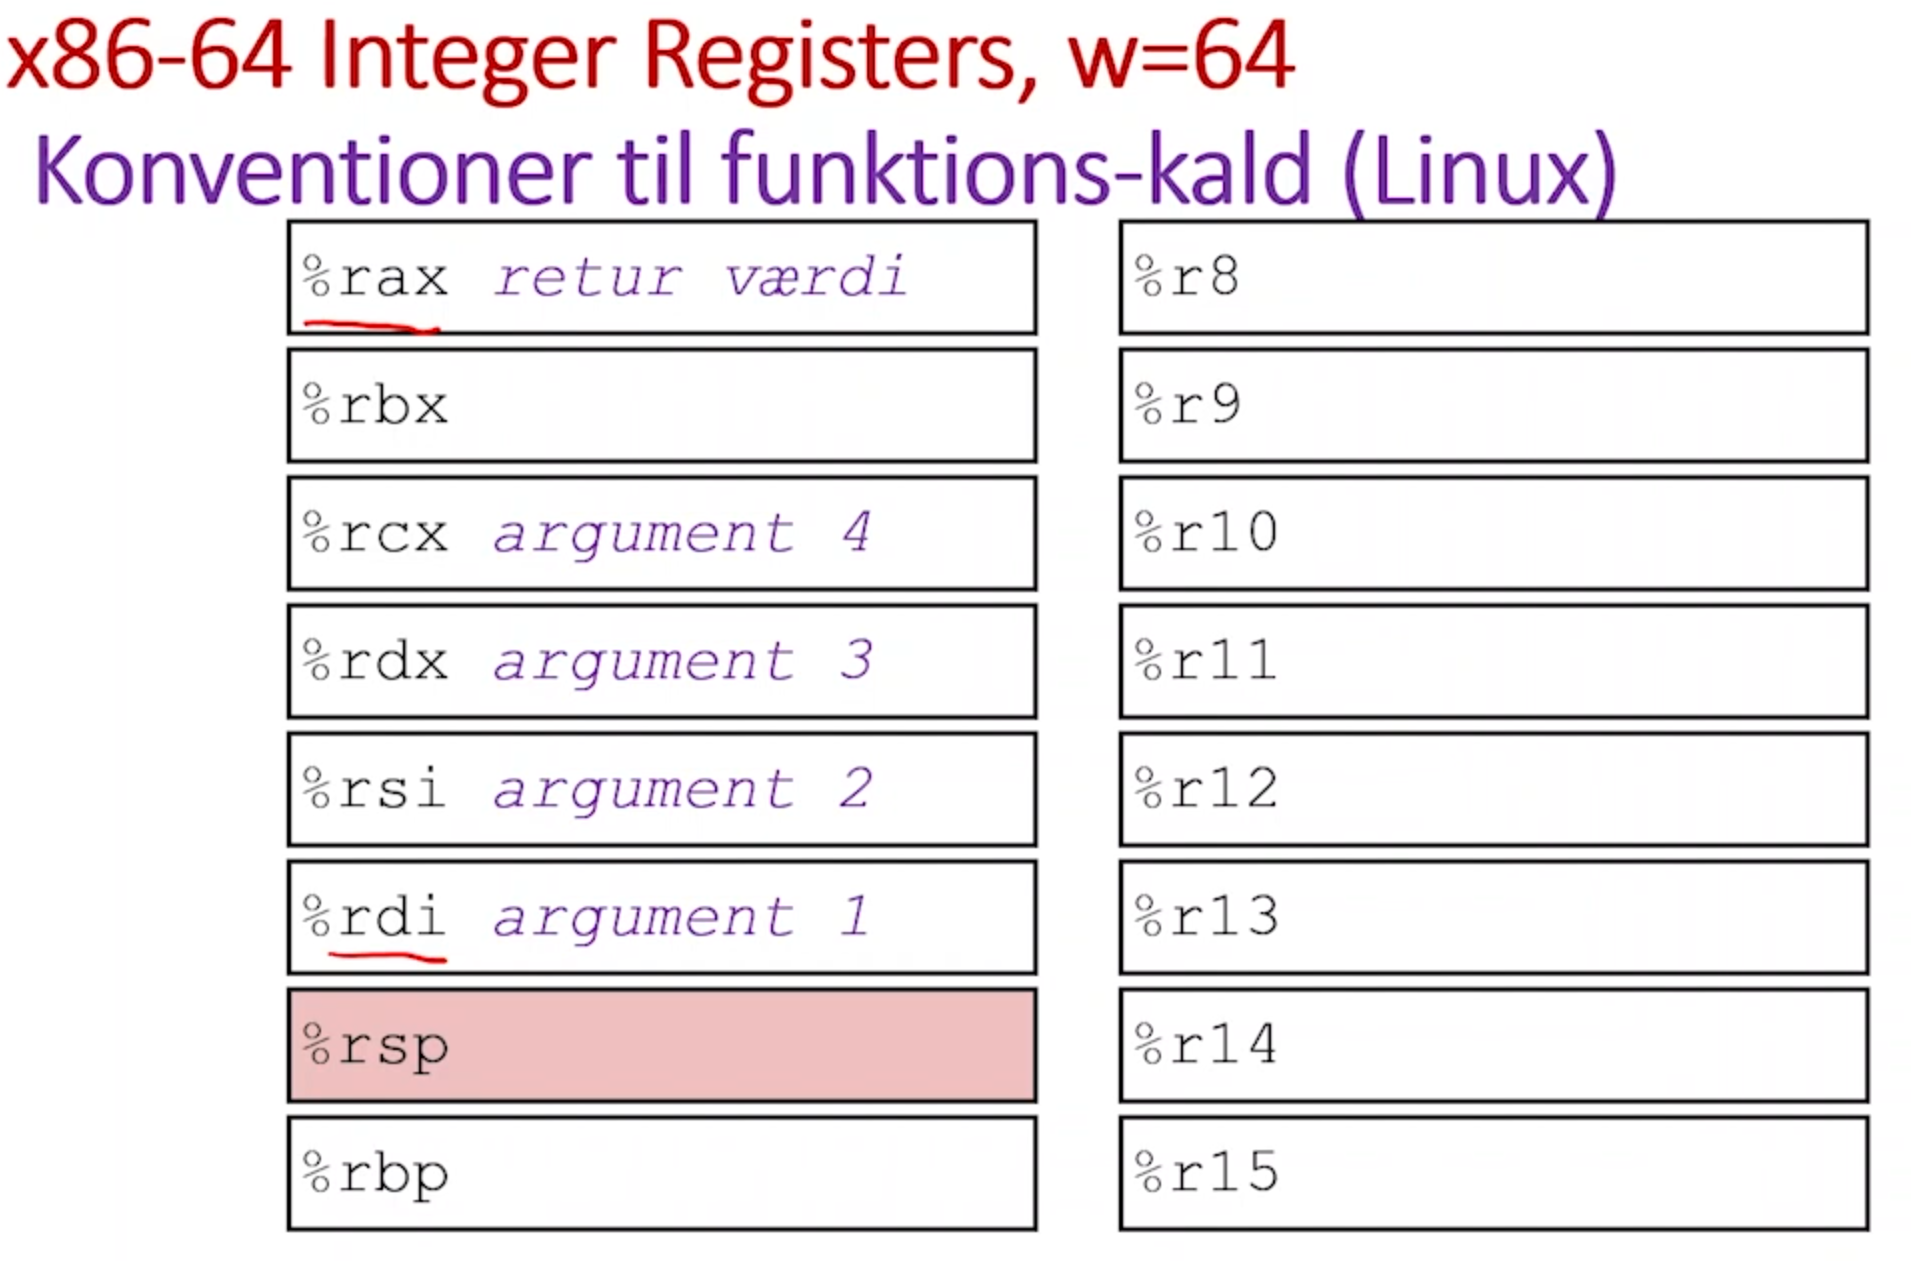 x86-64 Integer Registers, w=64
Konventioner til funktions-kald (Linux)
%rax retur værdi
%rbx
%rcx argument 4
%rdx argument 3
%rsi argument 2
%rdi argument 1
%rsp
%rbp
%r8
%r9
%r10
%r11
%r12
%r13
%r14
%r15